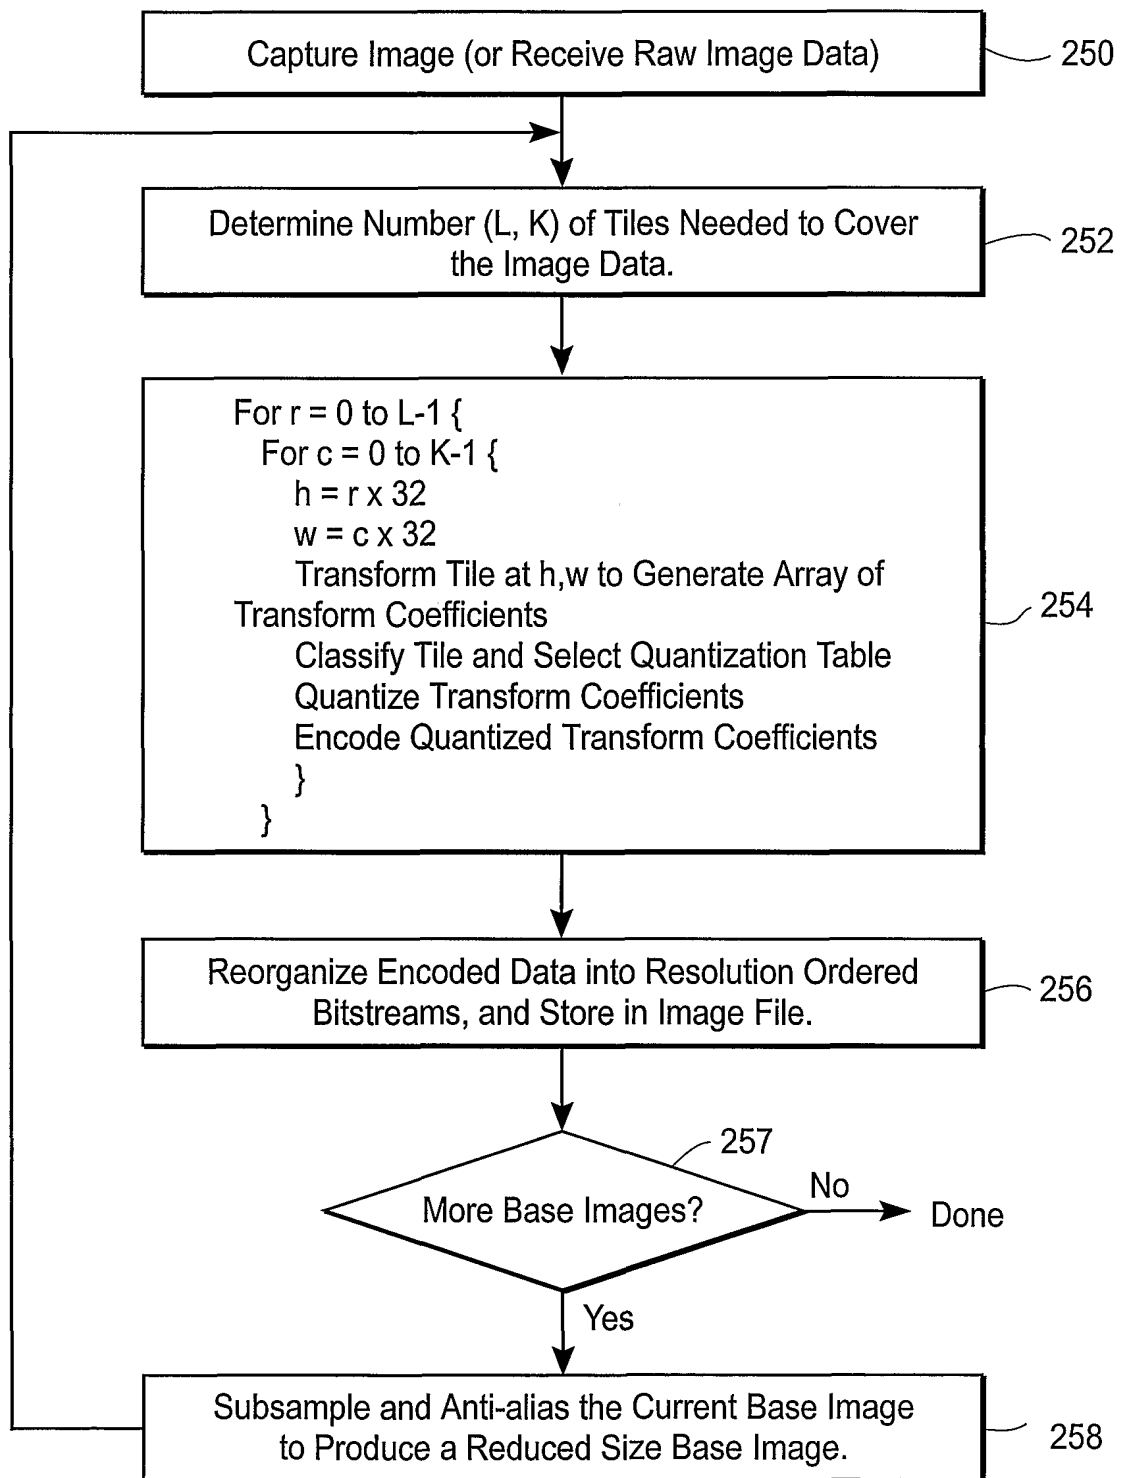 Capture Image (or Receive Raw Image Data)
250
Determine Number (L, K) of Tiles Needed to Cover
the Image Data.
252
For r = 0 to L-1 {
For c = 0 to K-1 {
h = r x 32
w = c x 32
Transform Tile at h,w to Generate Array of
Transform Coefficients
Classify Tile and Select Quantization Table
Quantize Transform Coefficients
Encode Quantized Transform Coefficients
}
}
254
Reorganize Encoded Data into Resolution Ordered
Bitstreams, and Store in Image File.
256
257
More Base Images?
No
Done
Yes
Subsample and Anti-alias the Current Base Image
to Produce a Reduced Size Base Image.
258